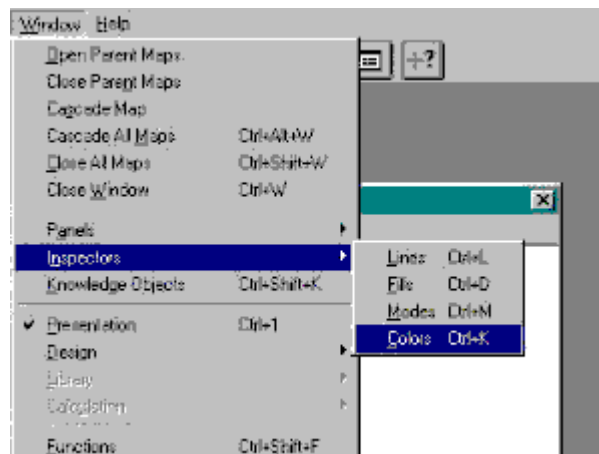 Window Help
Open Parent Maps.
Close Parent Maps
Cascade Map
Cascade All Maps Ctrl+Alt+W
Close All Maps Ctrl+Shift+W
Close Window Ctrl+W
Panels
Inspectors
Lines Ctrl+L
Knowledge Objects Ctrl+Shift+K
Fills Ctrl+D
Modes Ctrl+M
Presentation Ctrl+1
Colors Ctrl+K
Design
Library
Functions Ctrl+Shift+F